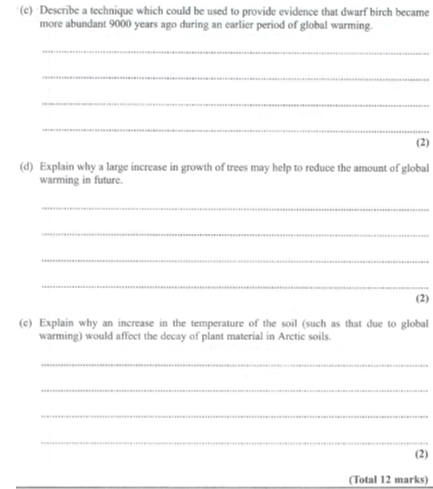 (c) Describe a technique which could be used to provide evidence that dwarf birch became
more abundant 9000 years ago during an earlier period of global warming.
(2)
(d) Explain why a large increase in growth of trees may help to reduce the amount of global
warming in future.
(2)
(e) Explain why an increase in the temperature of the soil (such as that due to global
warming) would affect the decay of plant material in Arctic soils.
(2)
(Total 12 marks)